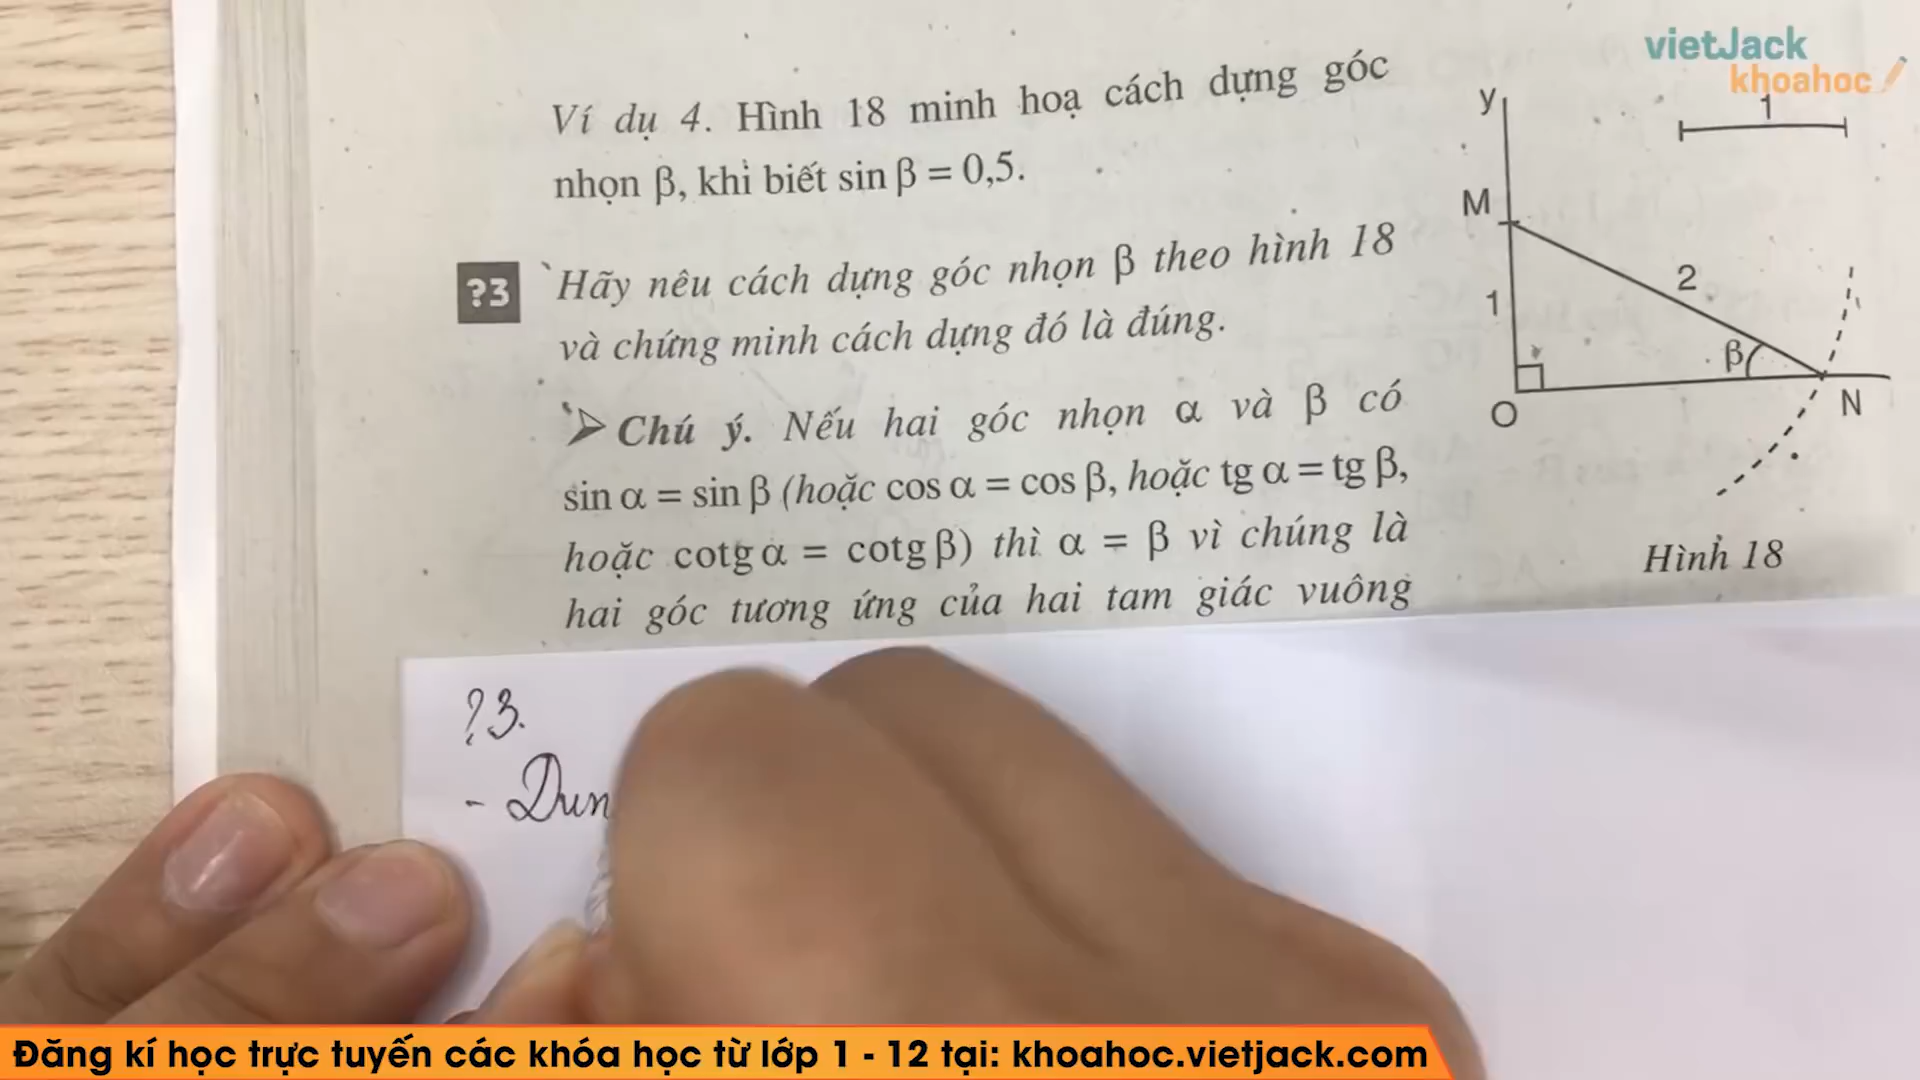 vietJack
khoahoc
Ví dụ 4. Hình 18 minh hoạ cách dựng góc
nhọn β, khi biết sin β = 0,5.
?3 Hãy nêu cách dựng góc nhọn β theo hình 18
và chứng minh cách dựng đó là đúng.
➢ Chú ý. Nếu hai góc nhọn α và β có
sin α = sin β (hoặc cos α = cos β, hoặc tg α = tg β,
hoặc cotg α = cotg β) thì α = β vì chúng là
hai góc tương ứng của hai tam giác vuông
y
1
M
2
1
β
O
N
Hình 18
?3.
- Dun
Đăng kí học trực tuyến các khóa học từ lớp 1 - 12 tại: khoahoc.vietjack.com